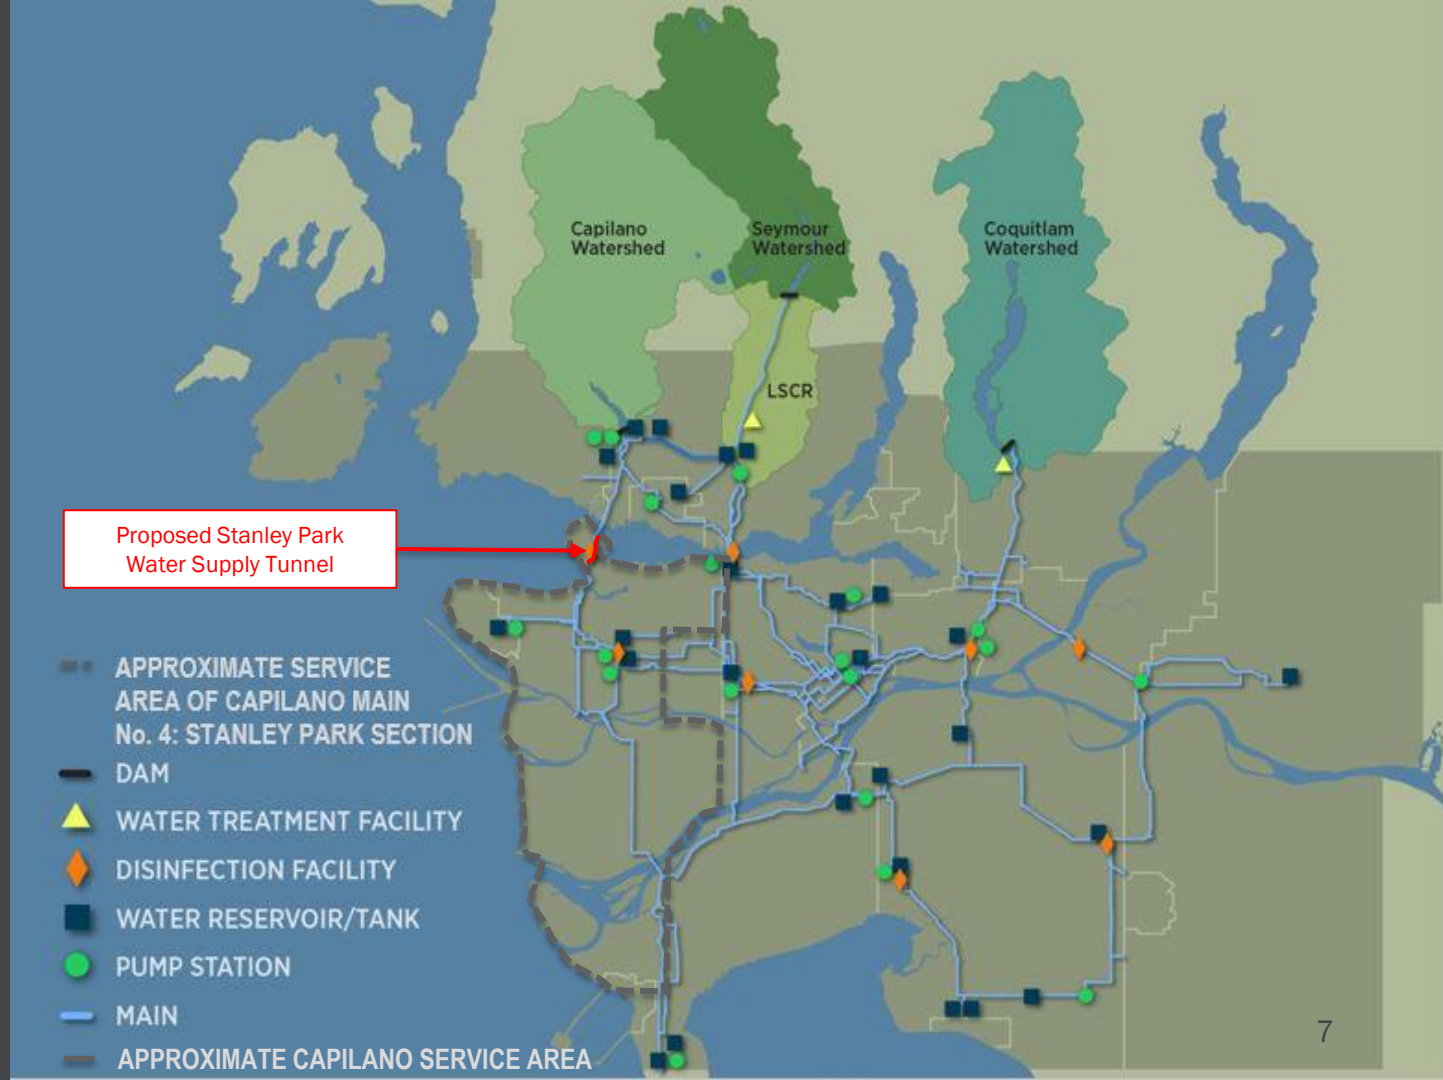 Capilano
Watershed
Seymour
Watershed
Coquitlam
Watershed
LSCR
Proposed Stanley Park
Water Supply Tunnel
APPROXIMATE SERVICE
AREA OF CAPILANO MAIN
No. 4: STANLEY PARK SECTION
DAM
WATER TREATMENT FACILITY
DISINFECTION FACILITY
WATER RESERVOIR/TANK
PUMP STATION
MAIN
APPROXIMATE CAPILANO SERVICE AREA
7